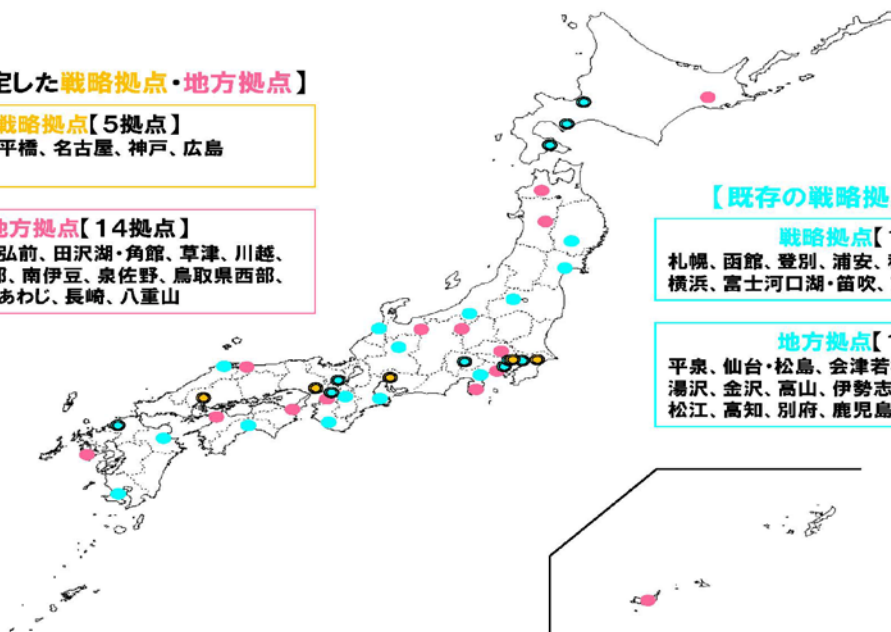 定した戦略拠点・地方拠点】
戦略拠点【5拠点】
平橋、名古屋、神戸、広島
地方拠点【14拠点】
弘前、田沢湖・角館、草津、川越、
部、南伊豆、泉佐野、鳥取県西部、
あわじ、長崎、八重山
【既存の戦略拠
戦略拠点【1
札幌、函館、登別、浦安、
横浜、富士河口湖・笛吹、
地方拠点【1
平泉、仙台・松島、会津若
湯沢、金沢、高山、伊勢志
松江、高知、別府、鹿児島